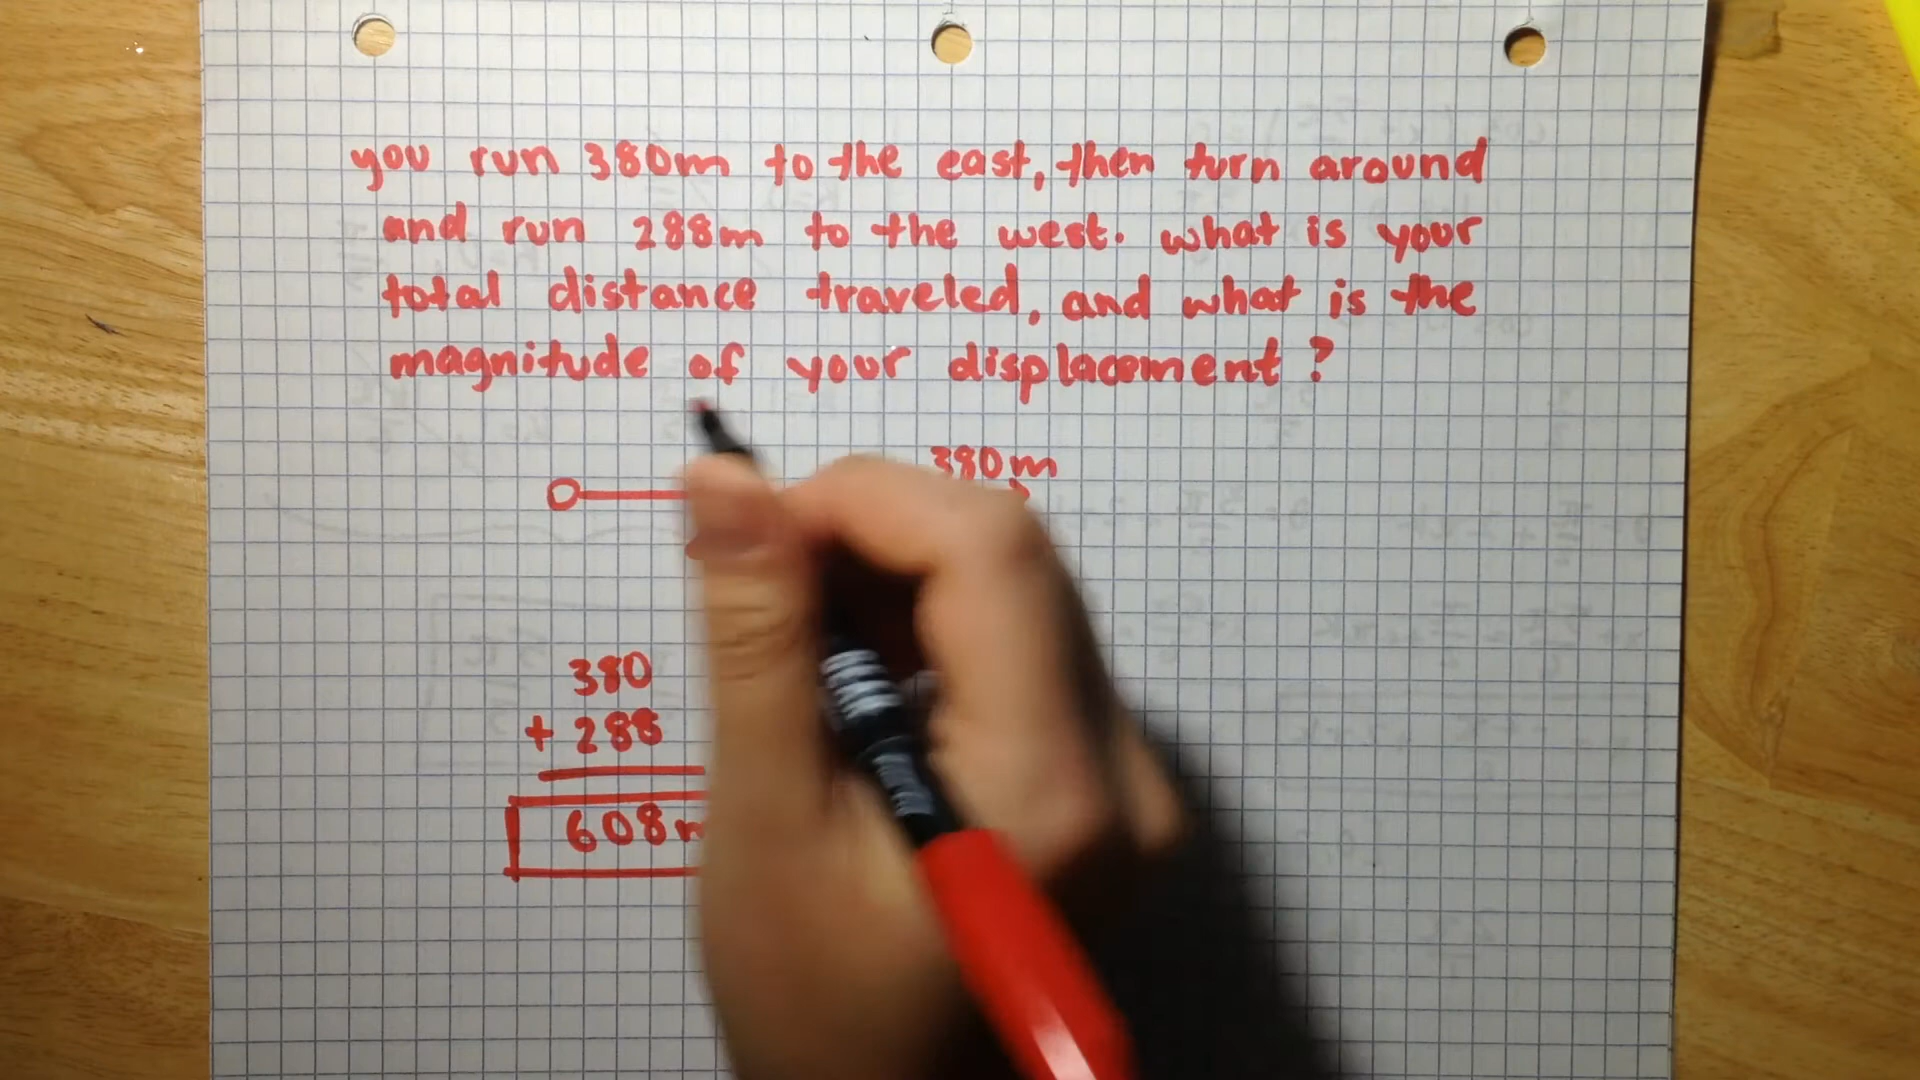 you run 380m to the east, then turn around
and run 288m to the west. what is your
total distance traveled, and what is the
magnitude of your displacement?
380m
380
+ 288
608m